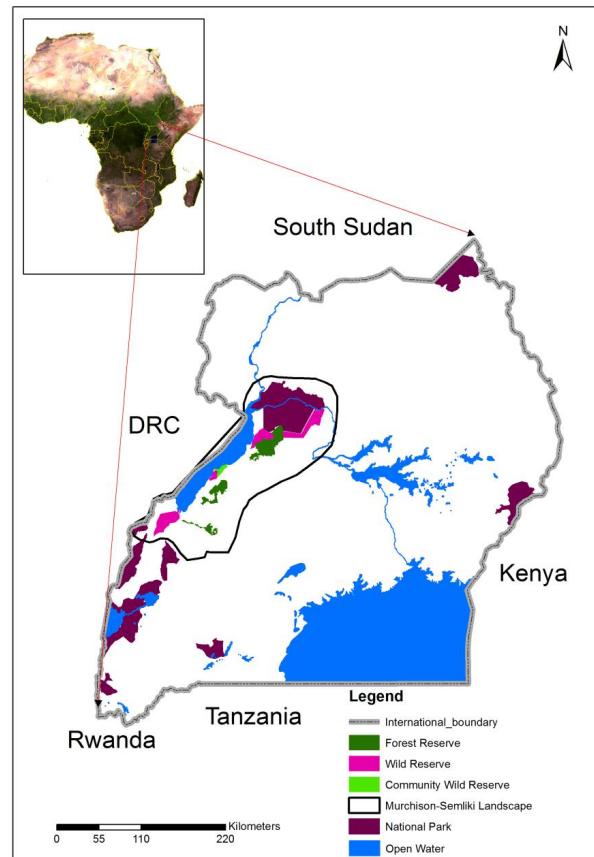 N
South Sudan
DRC
Kenya
Tanzania
Rwanda
Legend
International_boundary
Forest Reserve
Wild Reserve
Community Wild Reserve
Murchison-Semliki Landscape
National Park
Open Water
Kilometers
0 55 110 220